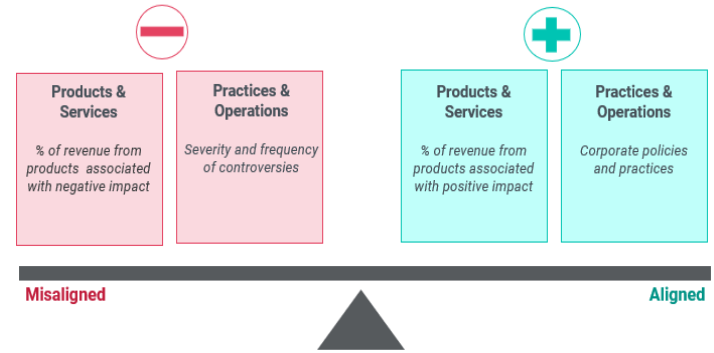 Products &
Services
% of revenue from
products associated
with negative impact
Practices &
Operations
Severity and frequency
of controversies
Products &
Services
% of revenue from
products associated
with positive impact
Practices &
Operations
Corporate policies
and practices
Misaligned
Aligned